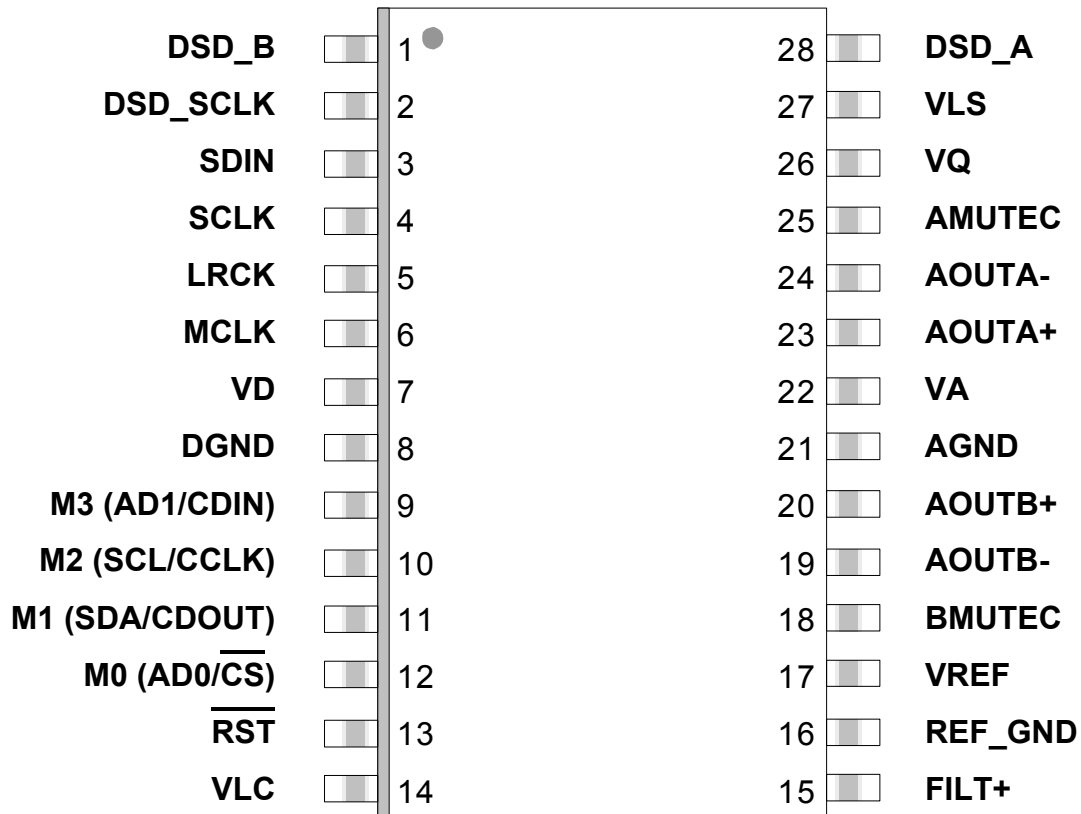 DSD_B 1 28 DSD_A
DSD_SCLK 2 27 VLS
SDIN 3 26 VQ
SCLK 4 25 AMUTEC
LRCK 5 24 AOUTA-
MCLK 6 23 AOUTA+
VD 7 22 VA
DGND 8 21 AGND
M3 (AD1/CDIN) 9 20 AOUTB+
M2 (SCL/CCLK) 10 19 AOUTB-
M1 (SDA/CDOUT) 11 18 BMUTEC
M0 (AD0/C̅S̅) 12 17 VREF
R̅S̅T̅ 13 16 REF_GND
VLC 14 15 FILT+